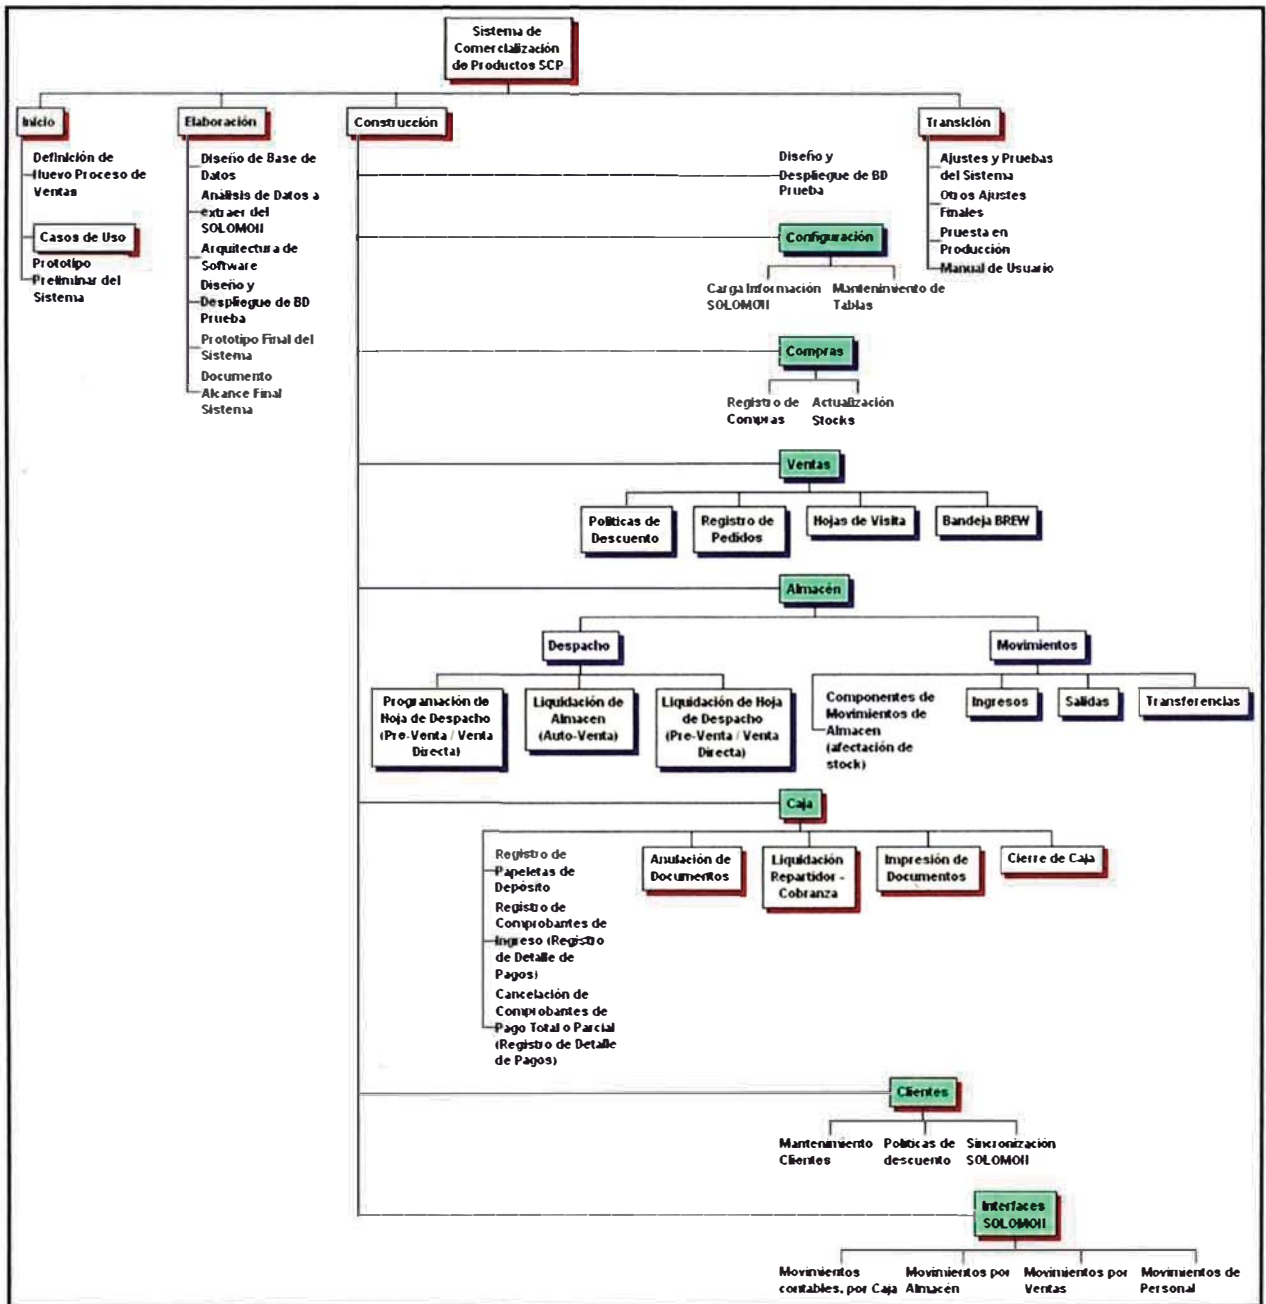 Sistema de
Comercialización
de Productos SCP
Inicio
Elaboración
Construcción
Transición
Definición de
Nuevo Proceso de
Ventas
Casos de Uso
Prototipo
Preliminar del
Sistema
Diseño de Base de
Datos
Análisis de Datos a
extraer del
SOLOMON
Arquitectura de
Software
Diseño y
Despliegue de BD
Prueba
Prototipo Final del
Sistema
Documento
Alcance Final
Sistema
Diseño y
Despliegue de BD
Prueba
Ajustes y Pruebas
del Sistema
Otros Ajustes
Finales
Pruesta en
Producción
Manual de Usuario
Configuración
Carga Información
SOLOMON
Mantenimiento de
Tablas
Compras
Registro de
Compras
Actualización
Stocks
Ventas
Políticas de
Descuento
Registro de
Pedidos
Hojas de Visita
Bandeja BREW
Almacén
Despacho
Movimientos
Programación de
Hoja de Despacho
(Pre-Venta / Venta
Directa)
Liquidación de
Almacen
(Auto-Venta)
Liquidación de Hoja
de Despacho
(Pre-Venta / Venta
Directa)
Componentes de
Movimientos de
Almacen
(afectación de
stock)
Ingresos
Salidas
Transferencias
Caja
Registro de
Papeletas de
Depósito
Registro de
Comprobantes de
Ingreso (Registro
de Detalle de
Pagos)
Cancelación de
Comprobantes de
Pago Total o Parcial
(Registro de Detalle
de Pagos)
Anulación de
Documentos
Liquidación
Repartidor -
Cobranza
Impresión de
Documentos
Cierre de Caja
Clientes
Mantenimiento
Clientes
Políticas de
descuento
Sincronización
SOLOMON
Interfaces
SOLOMON
Movimientos
contables, por Caja
Movimientos por
Almacén
Movimientos por
Ventas
Movimientos de
Personal